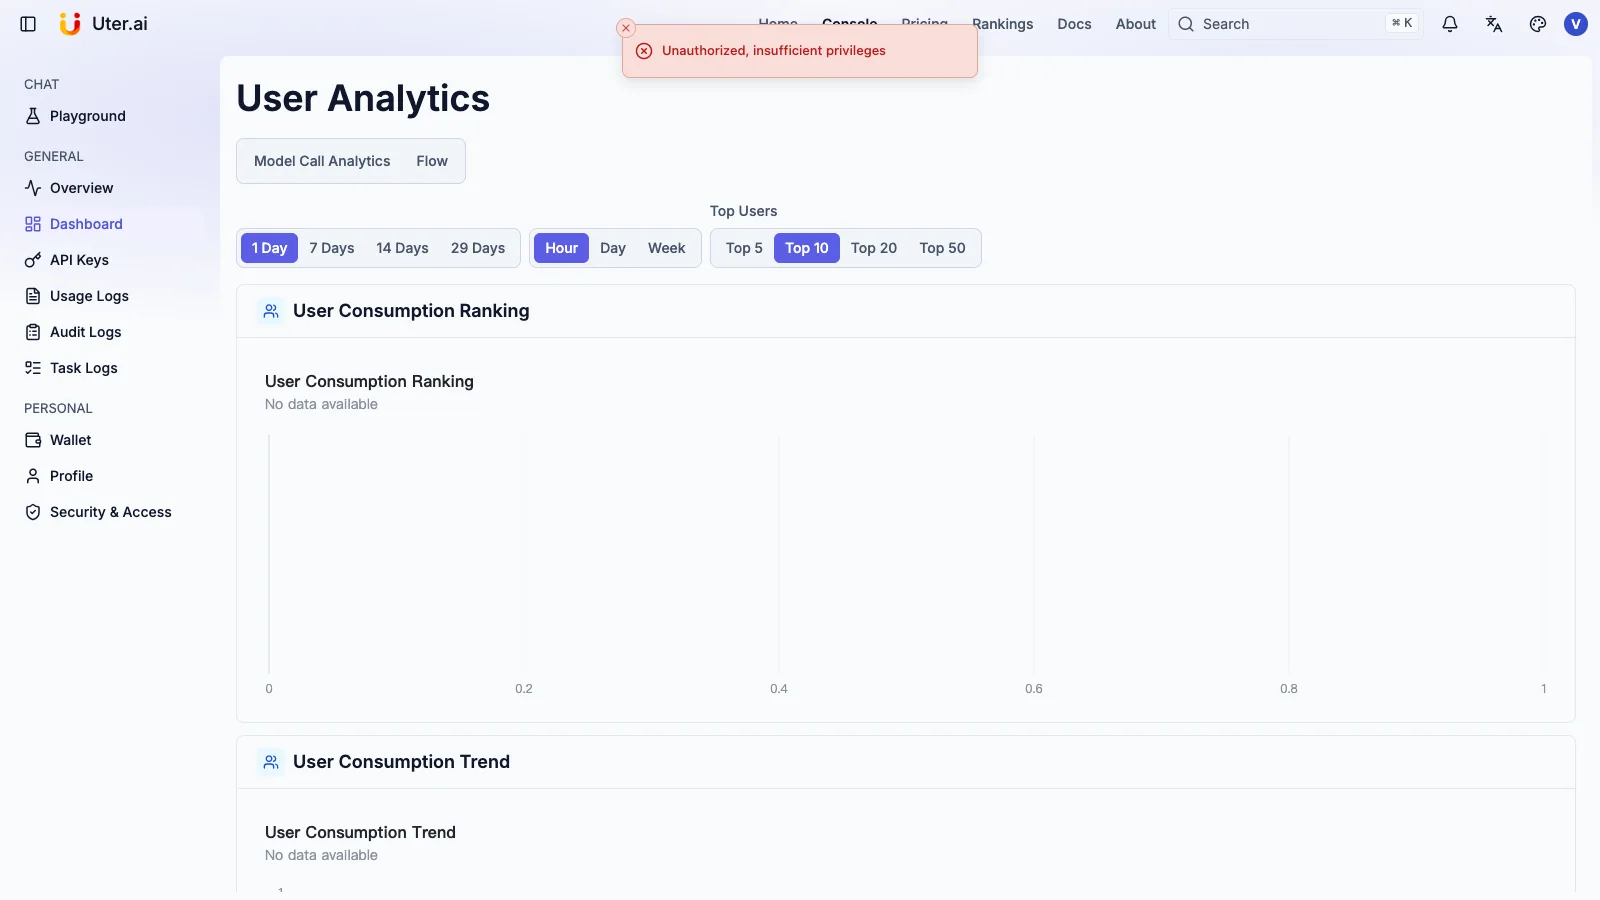 Uter.ai
Home
Console
Pricing
Rankings
Docs
About
Search
⌘ K
V
Unauthorized, insufficient privileges
CHAT
Playground
GENERAL
Overview
Dashboard
API Keys
Usage Logs
Audit Logs
Task Logs
PERSONAL
Wallet
Profile
Security & Access
User Analytics
Model Call Analytics
Flow
Top Users
1 Day
7 Days
14 Days
29 Days
Hour
Day
Week
Top 5
Top 10
Top 20
Top 50
User Consumption Ranking
User Consumption Ranking
No data available
0
0.2
0.4
0.6
0.8
1
User Consumption Trend
User Consumption Trend
No data available
1